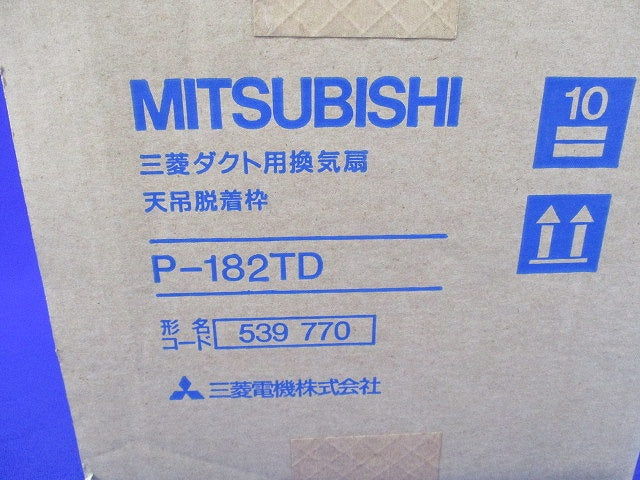 MITSUBISHI
三菱ダクト用換気扇
天吊脱着枠
P-182TD
形名コード 539 770
三菱電機株式会社
10